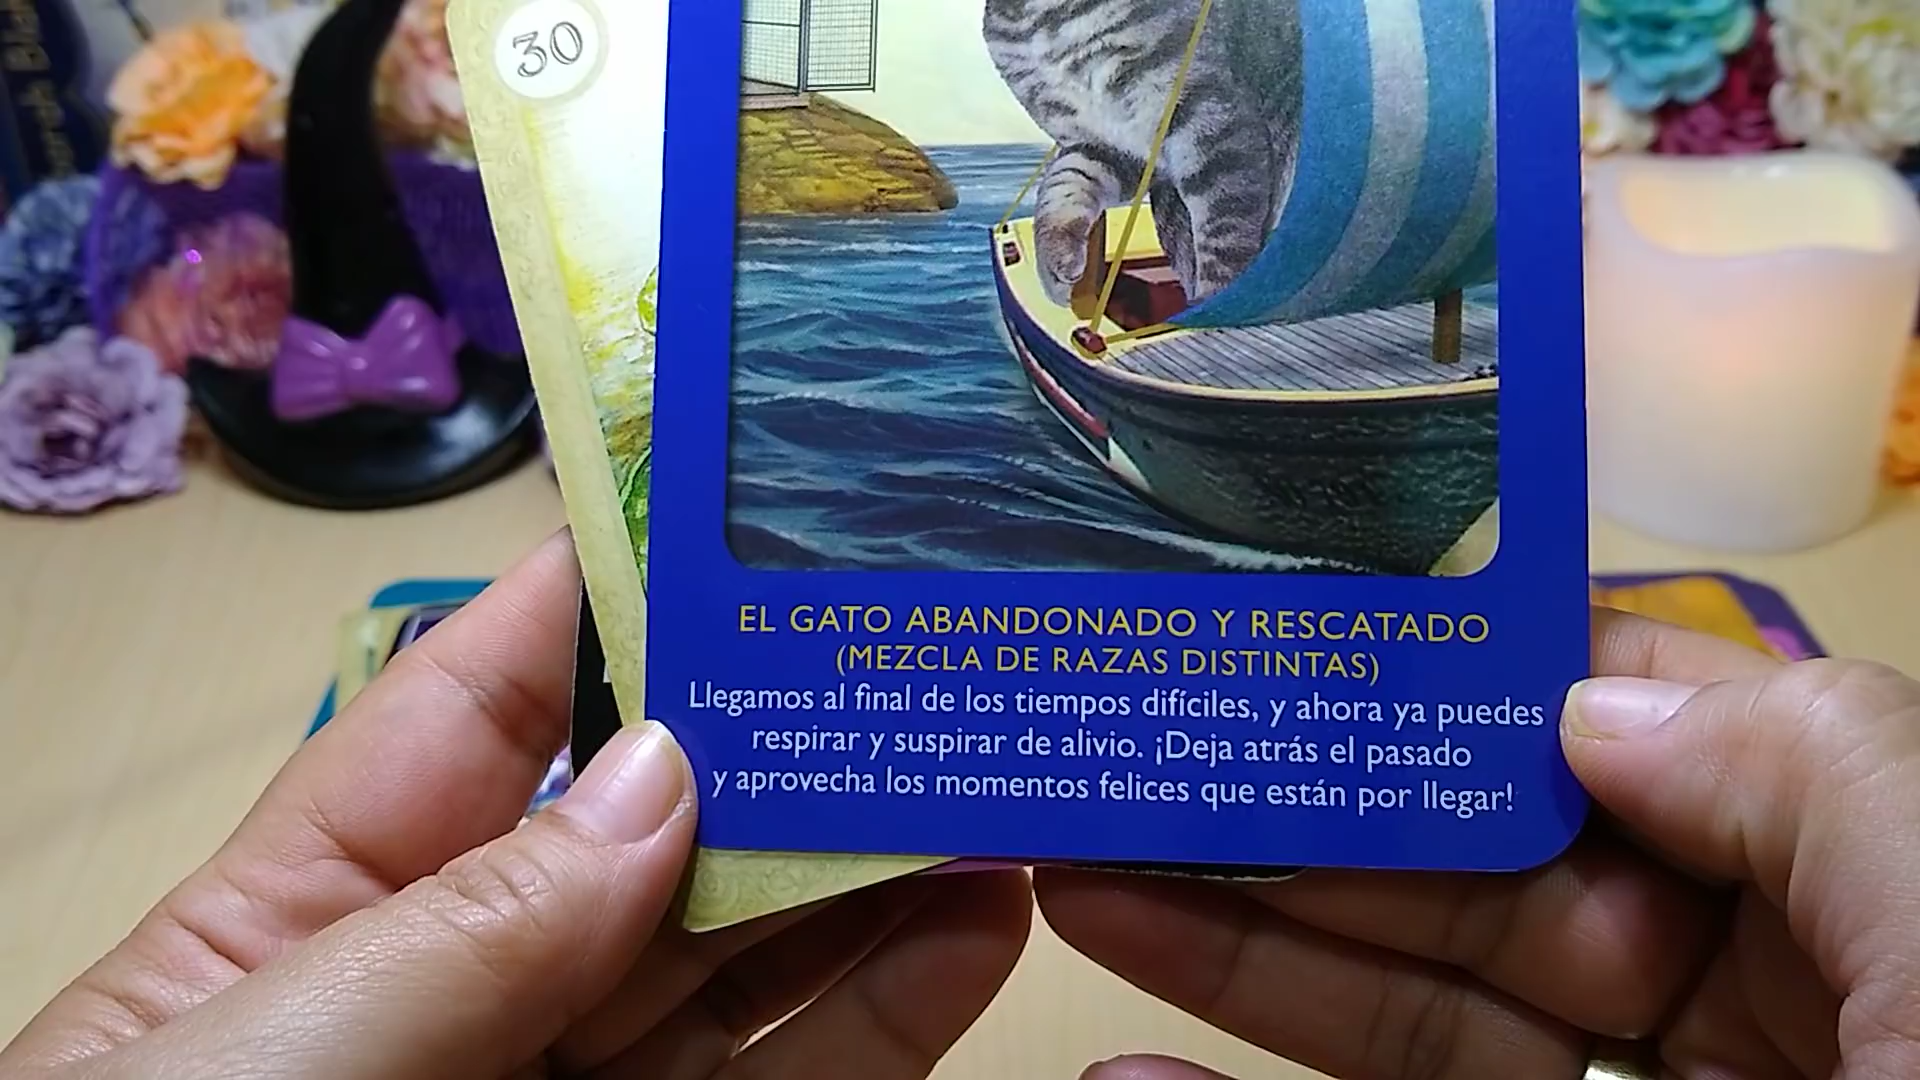 30
EL GATO ABANDONADO Y RESCATADO
(MEZCLA DE RAZAS DISTINTAS)
Llegamos al final de los tiempos difíciles, y ahora ya puedes
respirar y suspirar de alivio. ¡Deja atrás el pasado
y aprovecha los momentos felices que están por llegar!